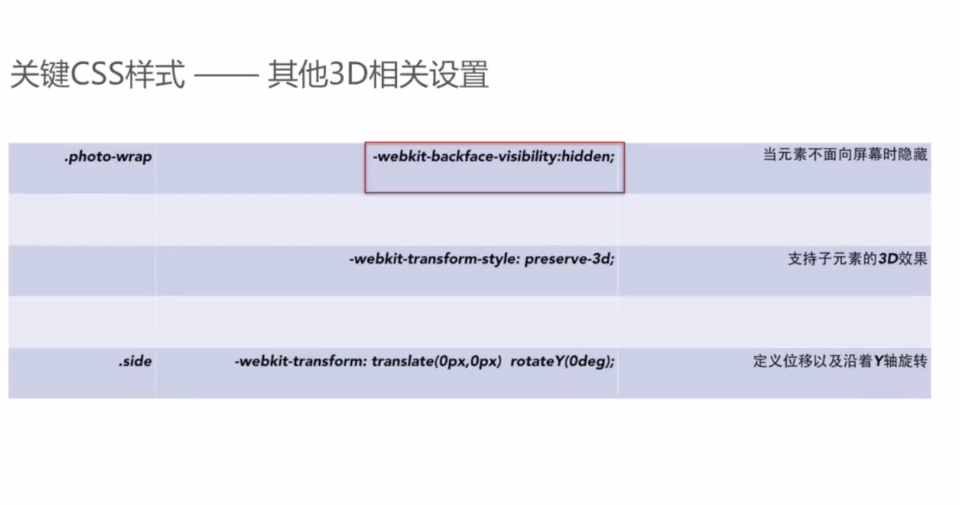 关键CSS样式 —— 其他3D相关设置
.photo-wrap -webkit-backface-visibility:hidden; 当元素不面向屏幕时隐藏
-webkit-transform-style: preserve-3d; 支持子元素的3D效果
.side -webkit-transform: translate(0px,0px) rotateY(0deg); 定义位移以及沿着Y轴旋转